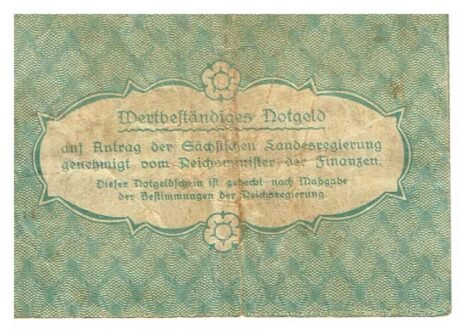 Wertbeständiges Notgeld
auf Antrag der Sächsischen Landesregierung
genehmigt vom Reichsminister der Finanzen.
Dieser Notgeldschein ist gedeckt nach Maßgabe
der Bestimmungen der Reichsregierung.